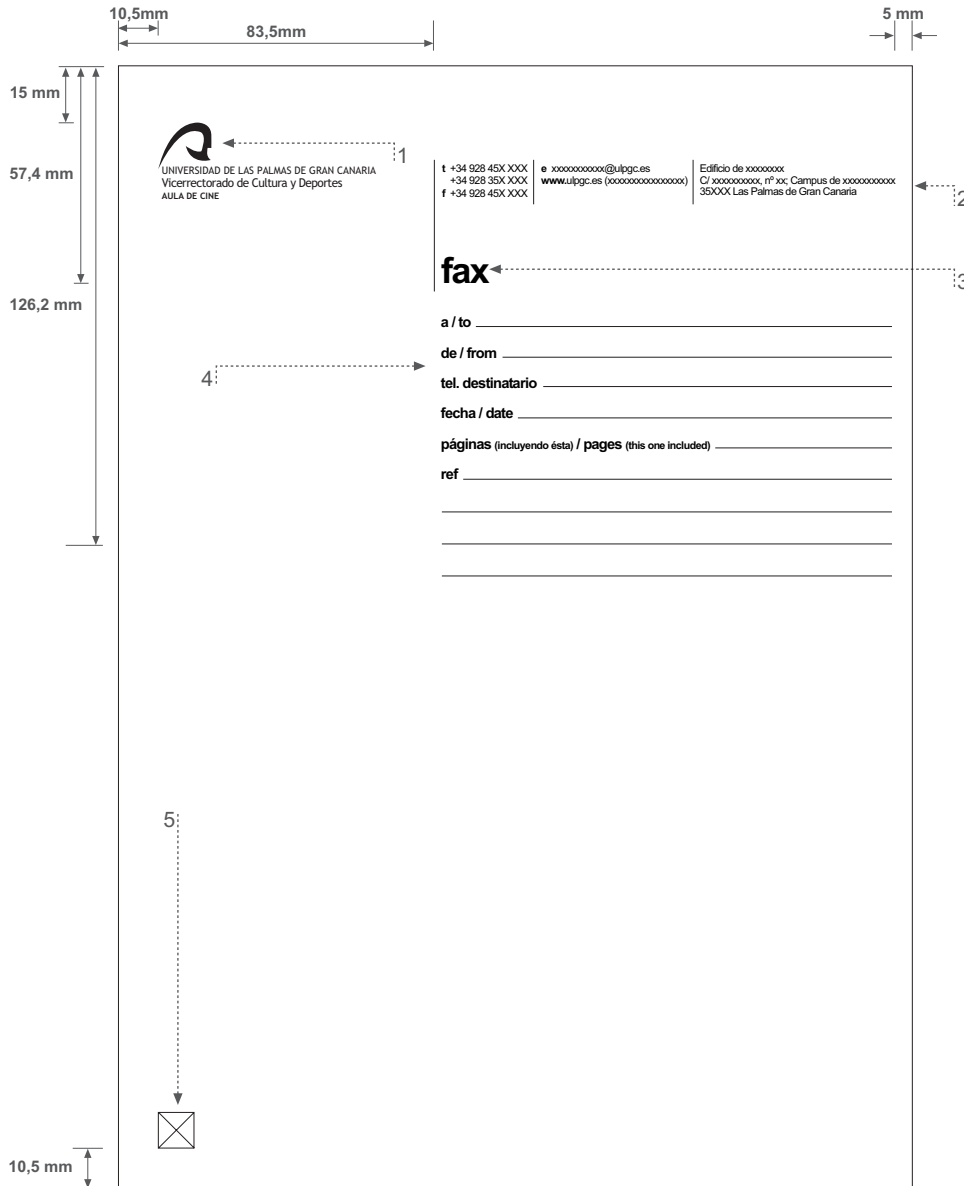 10,5mm
83,5mm
5 mm
15 mm
57,4 mm
126,2 mm
1
UNIVERSIDAD DE LAS PALMAS DE GRAN CANARIA
Vicerrectorado de Cultura y Deportes
AULA DE CINE
t +34 928 45X XXX
+34 928 35X XXX
f +34 928 45X XXX
e xxxxxxxxxxx@ulpgc.es
www.ulpgc.es (xxxxxxxxxxxxxxxx)
Edificio de xxxxxxxx
C/ xxxxxxxxxx, nº xx; Campus de xxxxxxxxxxx
35XXX Las Palmas de Gran Canaria
2
fax
3
a / to
de / from
4
tel. destinatario
fecha / date
páginas (incluyendo ésta) / pages (this one included)
ref
5
10,5 mm